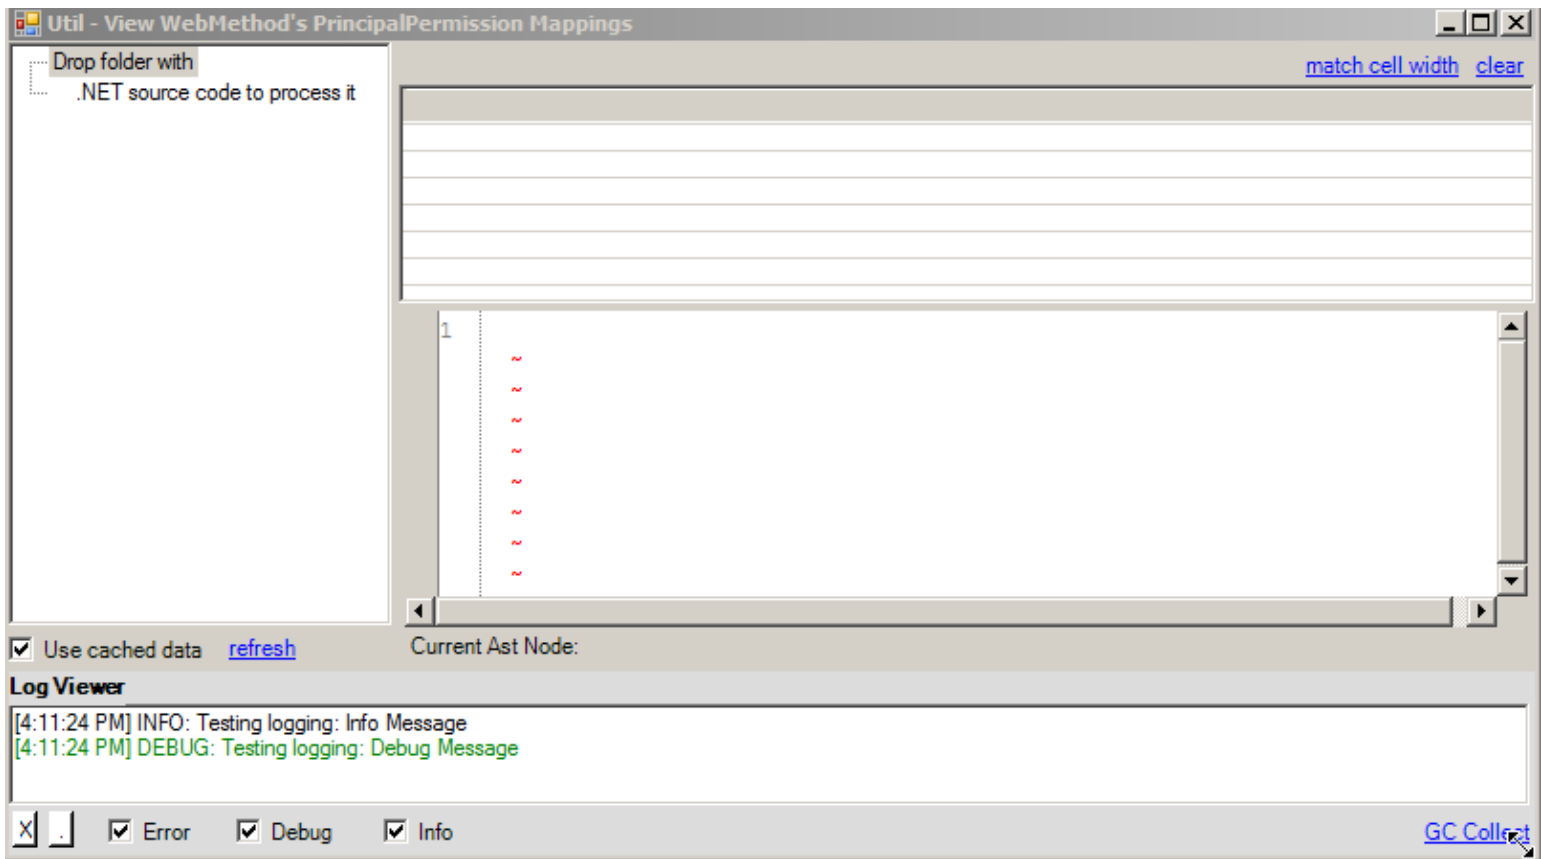 Util - View WebMethod's PrincipalPermission Mappings
Drop folder with
.NET source code to process it
match cell width clear
1
~
~
~
~
~
~
~
~
Use cached data refresh
Current Ast Node:
Log Viewer
[4:11:24 PM] INFO: Testing logging: Info Message
[4:11:24 PM] DEBUG: Testing logging: Debug Message
X . Error Debug Info GC Collect